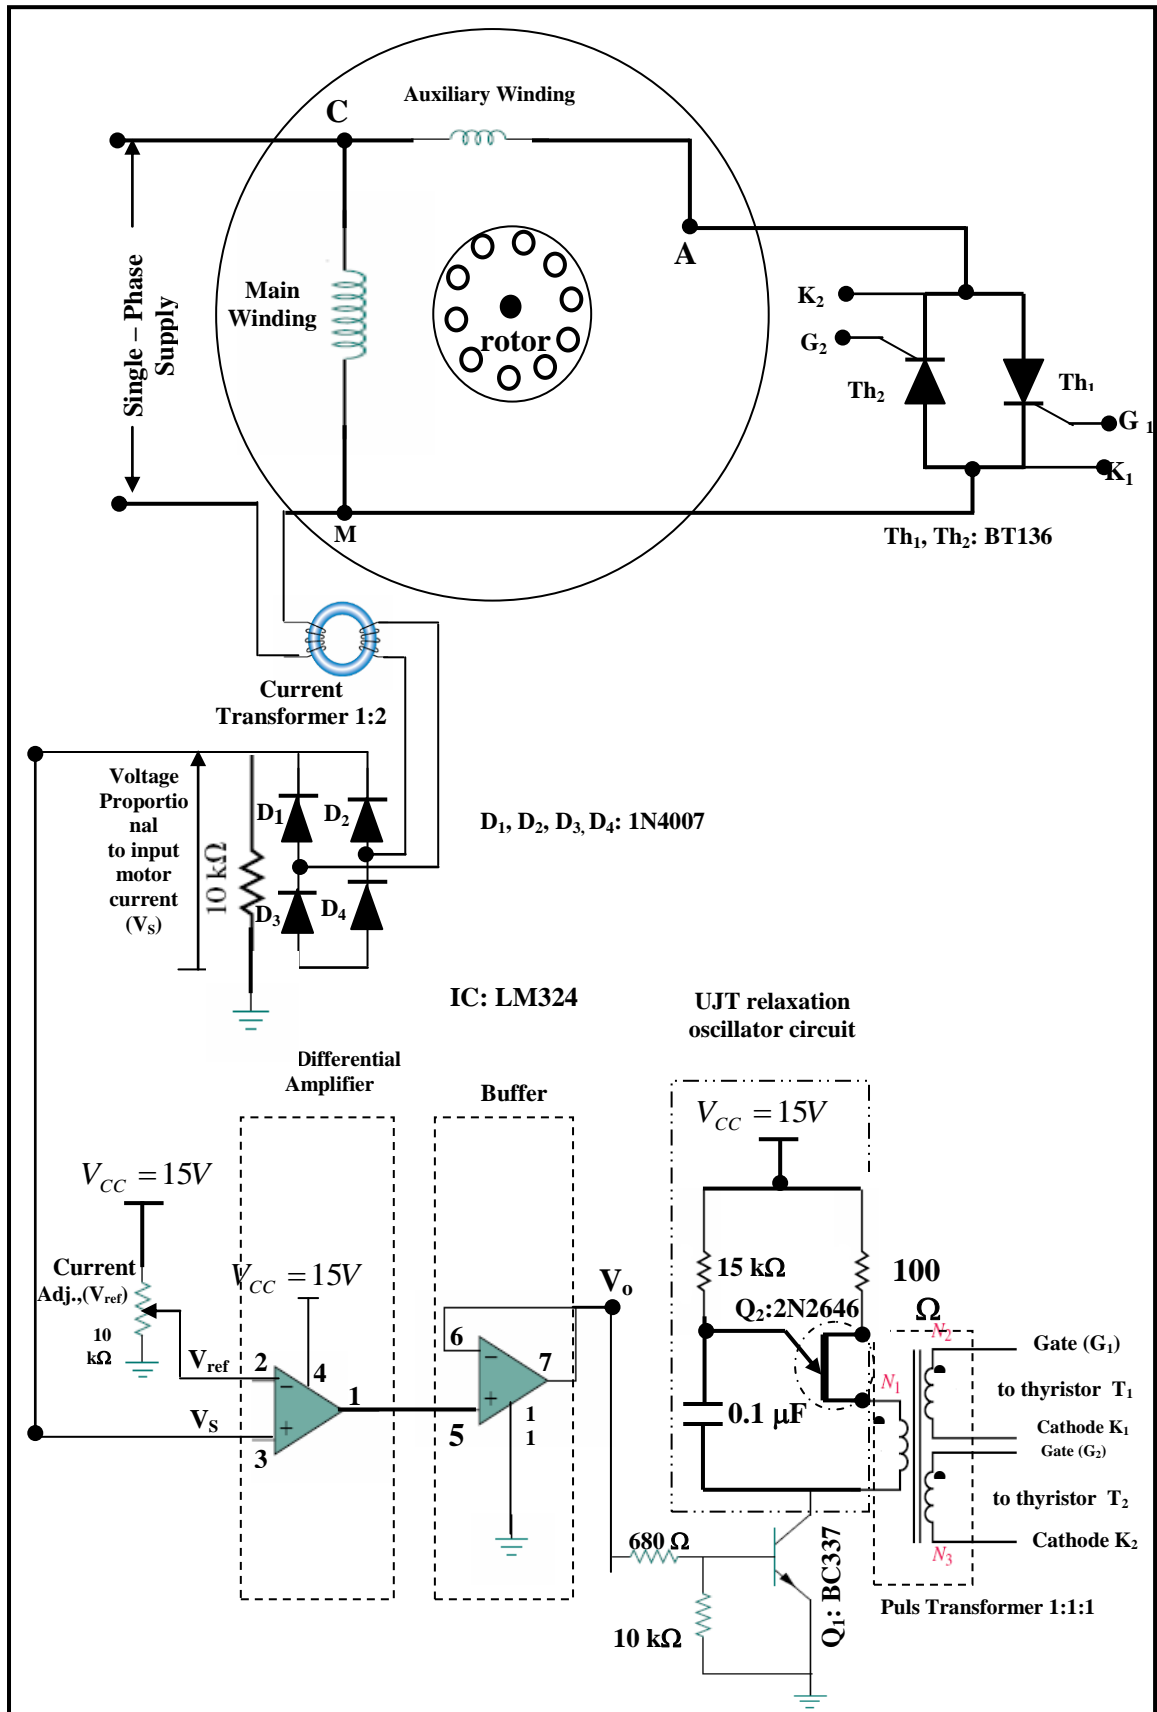 Auxiliary Winding
C
Single – Phase
Supply
Main
Winding
rotor
A
K₂
G₂
Th₂
Th₁
G ₁
K₁
M
Th₁, Th₂: BT136
Current
Transformer 1:2
Voltage
Proportio
nal
to input
motor
current
(Vₛ)
10 kΩ
D₁
D₂
D₃
D₄
D₁, D₂, D₃, D₄: 1N4007
IC: LM324
UJT relaxation
oscillator circuit
Differential
Amplifier
Buffer
V_CC = 15V
V_CC = 15V
Current
Adj.,(V_ref)
10
kΩ
V_CC = 15V
V_ref
2
4
1
Vₛ
3
6
7
5
1
1
Vₒ
15 kΩ
100
Ω
Q₂:2N2646
0.1 μF
N₁
N₂
N₃
Gate (G₁)
to thyristor T₁
Cathode K₁
Gate (G₂)
to thyristor T₂
Cathode K₂
680 Ω
10 kΩ
Q₁: BC337
Puls Transformer 1:1:1